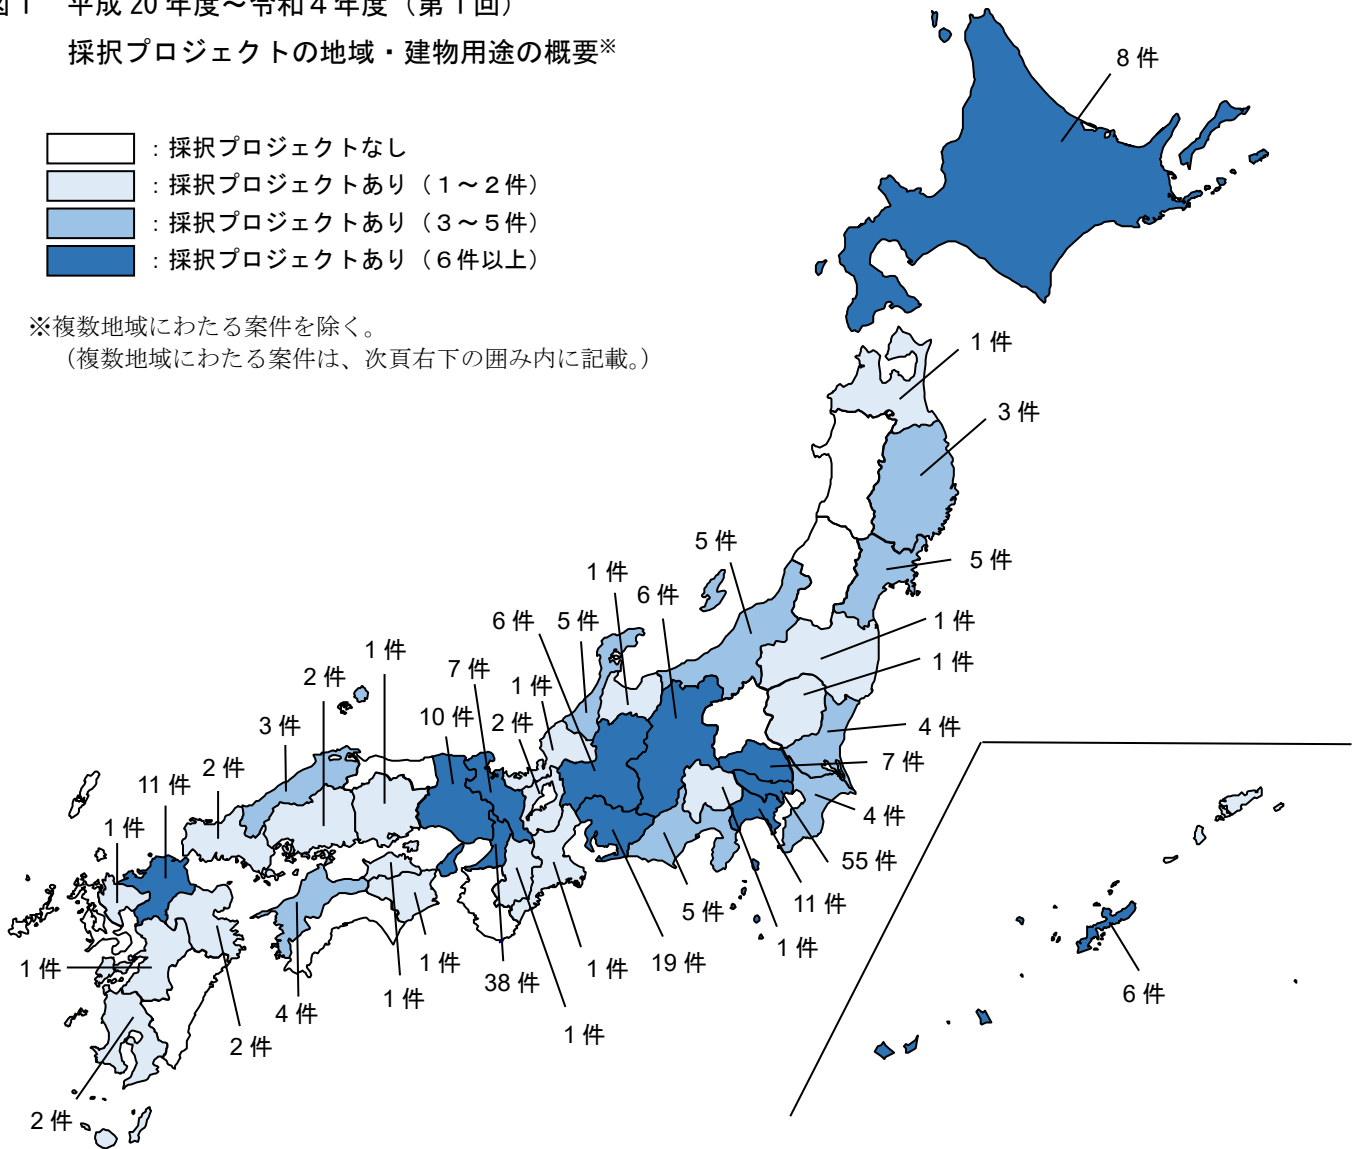 図１　平成 20 年度～令和４年度（第１回）
採択プロジェクトの地域・建物用途の概要※
：採択プロジェクトなし
：採択プロジェクトあり（１～２件）
：採択プロジェクトあり（３～５件）
：採択プロジェクトあり（６件以上）
※複数地域にわたる案件を除く。
（複数地域にわたる案件は、次頁右下の囲み内に記載。）
8 件
1 件
3 件
5 件
5 件
1 件
6 件
6 件
5 件
1 件
1 件
1 件
7 件
2 件
1 件
10 件
2 件
3 件
4 件
2 件
11 件
7 件
1 件
4 件
55 件
5 件
11 件
1 件
19 件
1 件
1 件
38 件
1 件
1 件
4 件
1 件
2 件
2 件
6 件